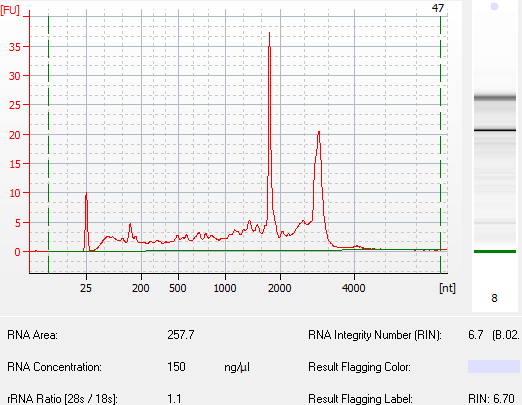 [FU]
47
35
30
25
20
15
10
5
0
25 200 500 1000 2000 4000 [nt]
8
RNA Area: 257.7 RNA Integrity Number (RIN): 6.7 (B.02.
RNA Concentration: 150 ng/µl Result Flagging Color:
rRNA Ratio [28s / 18s]: 1.1 Result Flagging Label: RIN: 6.70